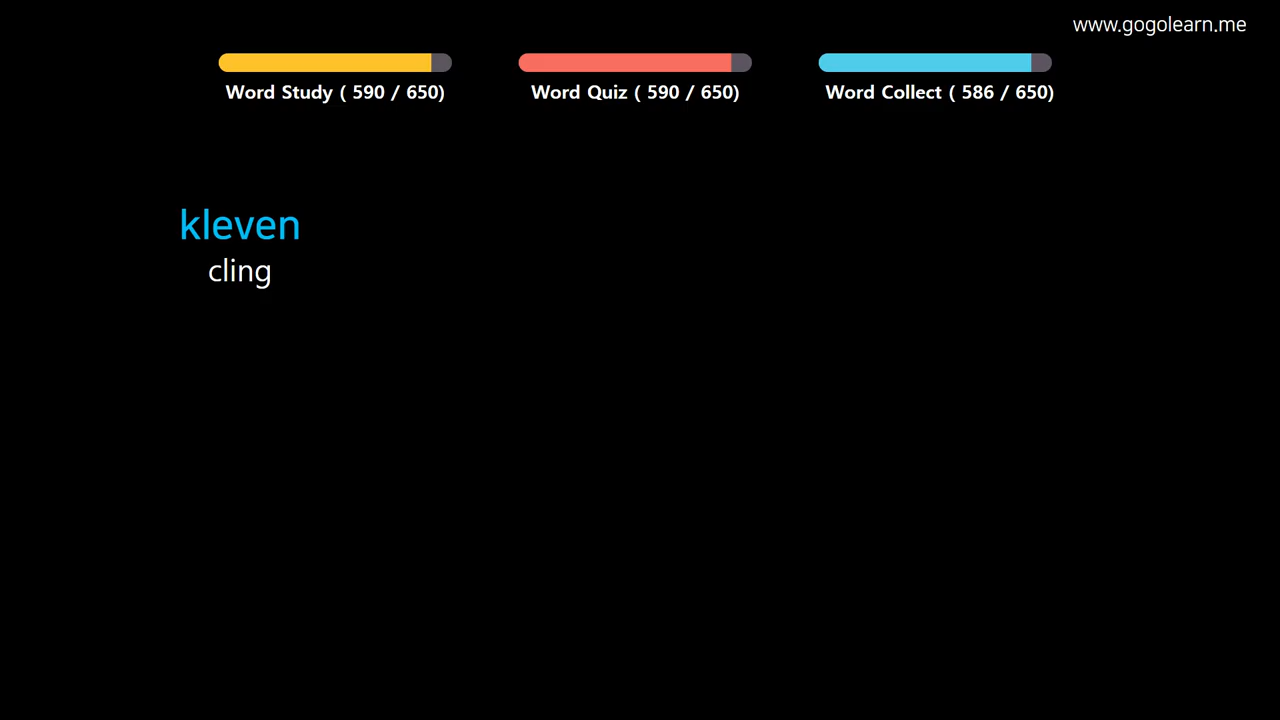 www.gogolearn.me
Word Study ( 590 / 650)
Word Quiz ( 590 / 650)
Word Collect ( 586 / 650)
kleven
cling